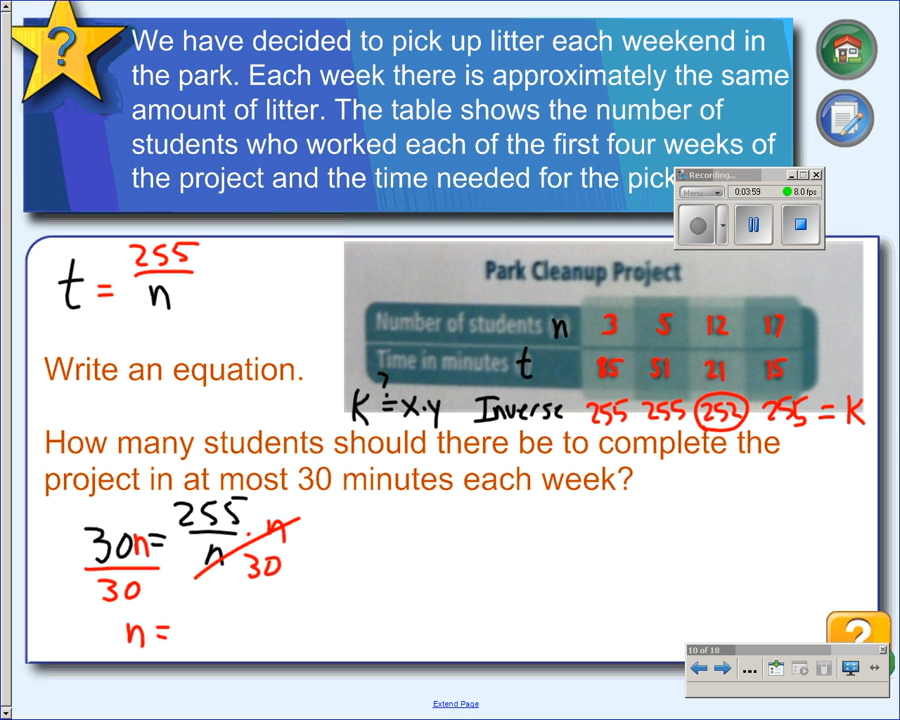 ?
We have decided to pick up litter each weekend in
the park. Each week there is approximately the same
amount of litter. The table shows the number of
students who worked each of the first four weeks of
the project and the time needed for the pick
Recording...
Menu
0:03:59
8.0 fps
t = 255/n
Park Cleanup Project
Number of students n 3 5 12 17
Time in minutes t 85 51 21 15
K ?= x·y Inverse 255 255 252 255 = K
Write an equation.
How many students should there be to complete the
project in at most 30 minutes each week?
30n/30 = 255/n · n/30
n =
?
10 of 18
...
Extend Page